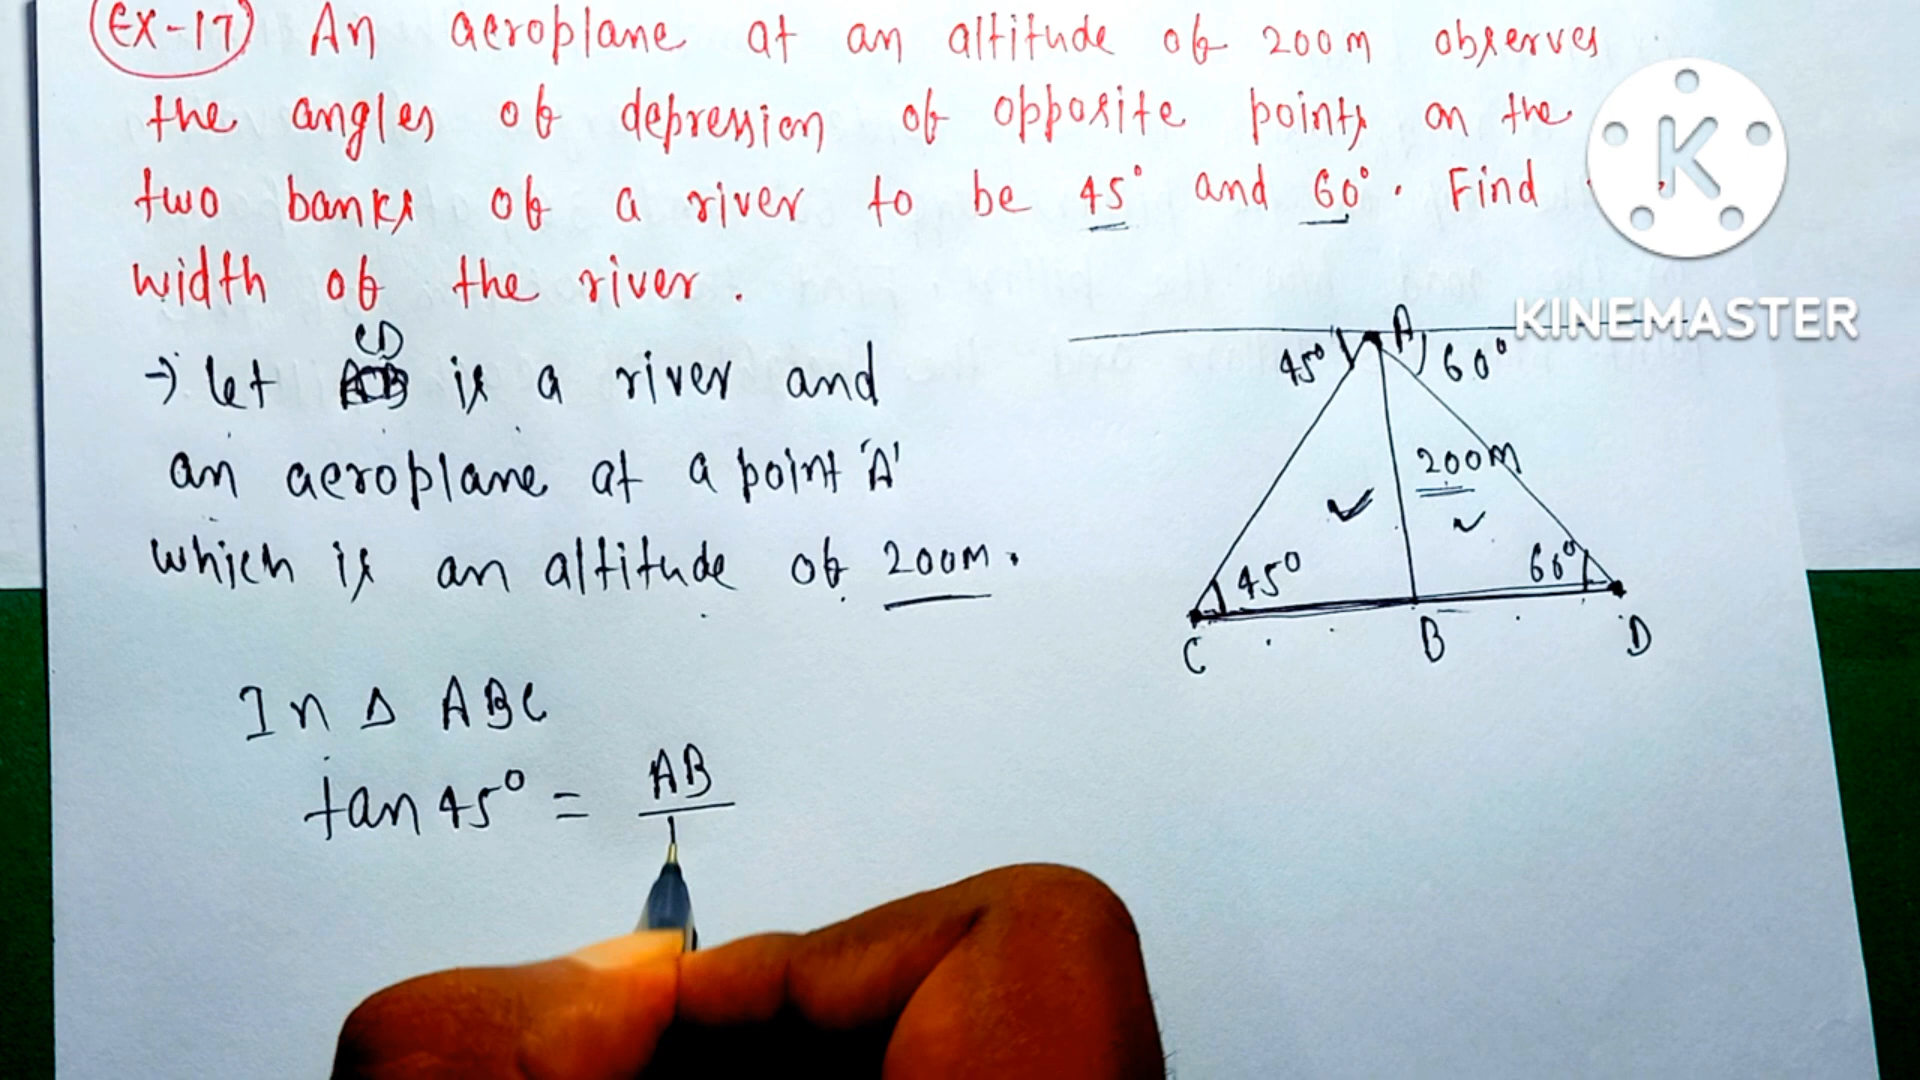 Ex-17 An aeroplane at an altitude of 200m observes
the angles of depression of opposite points on the
two banks of a river to be 45° and 60°. Find
width of the river.
K
KINEMASTER
CD
→ let is a river and
an aeroplane at a point 'A'
which is an altitude of 200m.
A
45° 60°
200m
45° 60°
C B D
In Δ ABC
tan 45° = AB